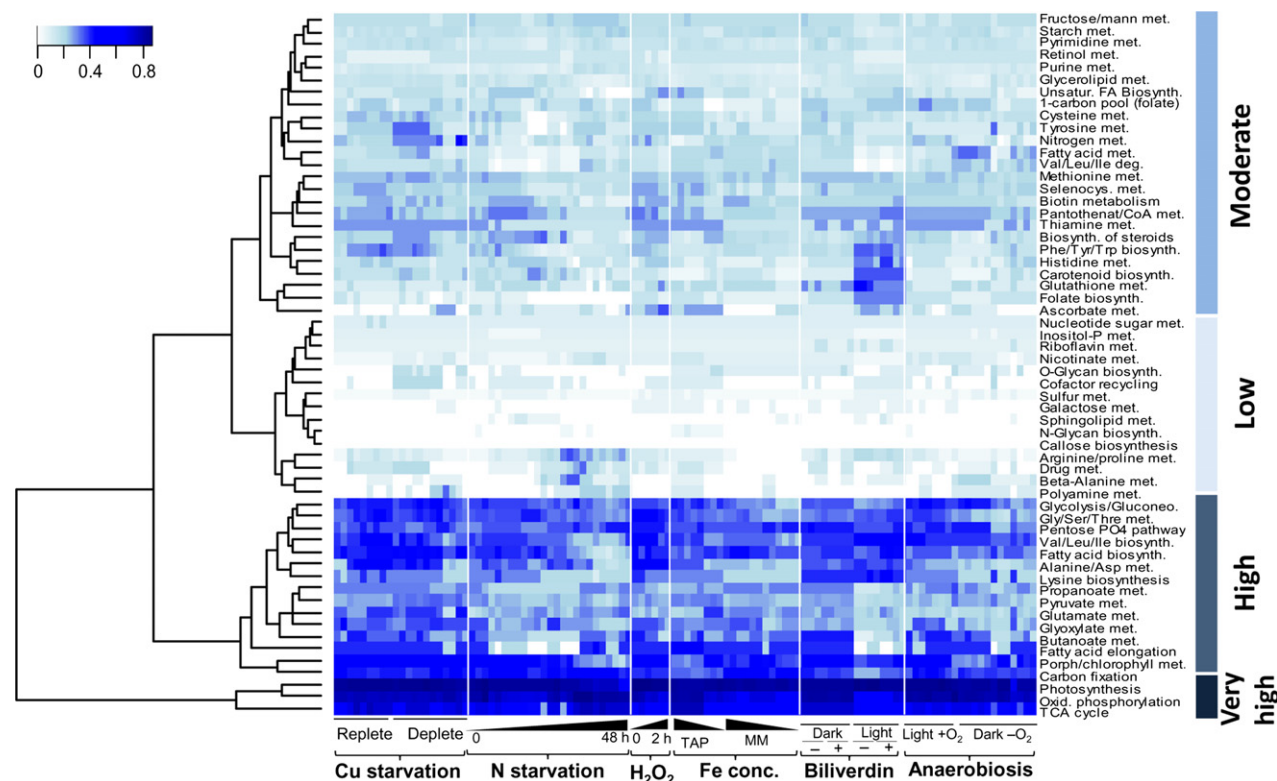 0 0.4 0.8
Fructose/mann met.
Starch met.
Pyrimidine met.
Retinol met.
Purine met.
Glycerolipid met.
Unsatur. FA Biosynth.
1-carbon pool (folate)
Cysteine met.
Tyrosine met.
Nitrogen met.
Fatty acid met.
Val/Leu/Ile deg.
Methionine met.
Selenocys. met.
Biotin metabolism
Pantothenat/CoA met.
Thiamine met.
Biosynth. of steroids
Phe/Tyr/Trp biosynth.
Histidine met.
Carotenoid biosynth.
Glutathione met.
Folate biosynth.
Ascorbate met.
Nucleotide sugar met.
Inositol-P met.
Riboflavin met.
Nicotinate met.
O-Glycan biosynth.
Cofactor recycling
Sulfur met.
Galactose met.
Sphingolipid met.
N-Glycan biosynth.
Callose biosynthesis
Arginine/proline met.
Drug met.
Beta-Alanine met.
Polyamine met.
Glycolysis/Gluconeo.
Gly/Ser/Thre met.
Pentose PO4 pathway
Val/Leu/Ile biosynth.
Fatty acid biosynth.
Alanine/Asp met.
Lysine biosynthesis
Propanoate met.
Pyruvate met.
Glutamate met.
Glyoxylate met.
Butanoate met.
Fatty acid elongation
Porph/chlorophyll met.
Carbon fixation
Photosynthesis
Oxid. phosphorylation
TCA cycle
Moderate
Low
High
Very
high
Replete Deplete 0 48 h 0 2 h TAP MM Dark Light Light +O₂ Dark –O₂
– + – +
Cu starvation N starvation H₂O₂ Fe conc. Biliverdin Anaerobiosis